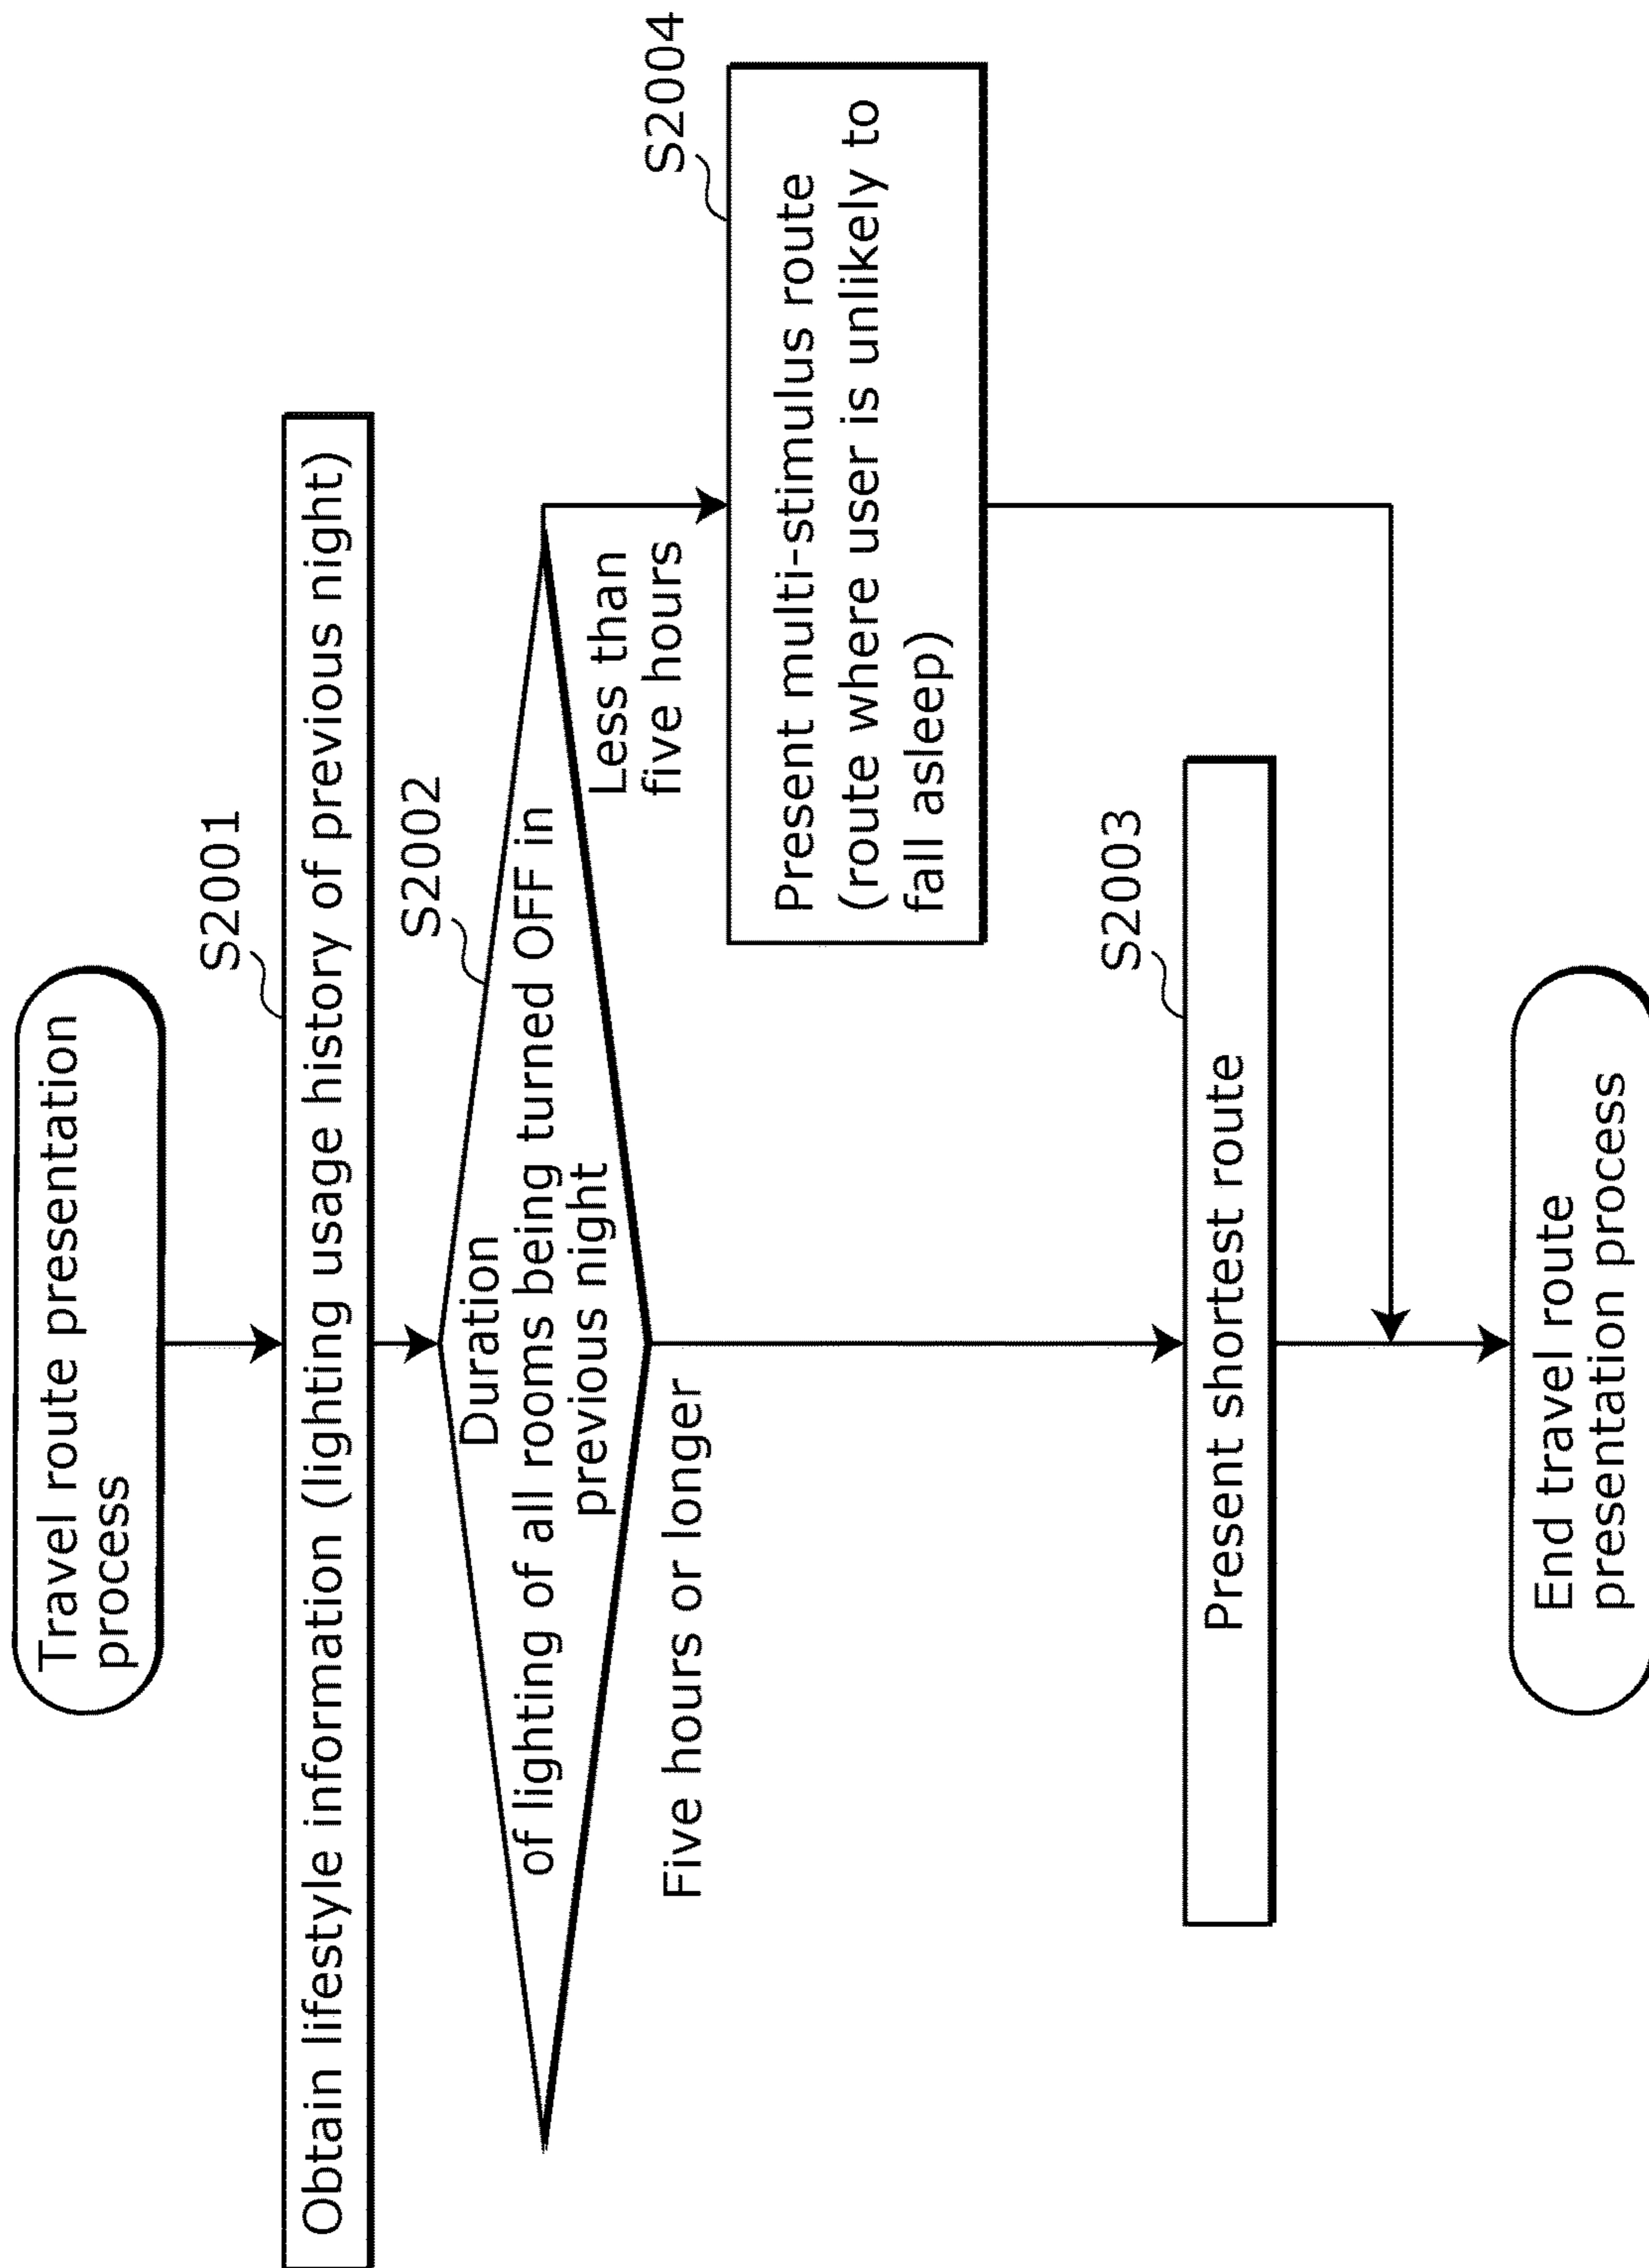 Travel route presentation
process
S2001
Obtain lifestyle information (lighting usage history of previous night)
S2002
Duration
of lighting of all rooms being turned OFF in
previous night
Less than
five hours
Five hours or longer
S2004
Present multi-stimulus route
(route where user is unlikely to
fall asleep)
S2003
Present shortest route
End travel route
presentation process